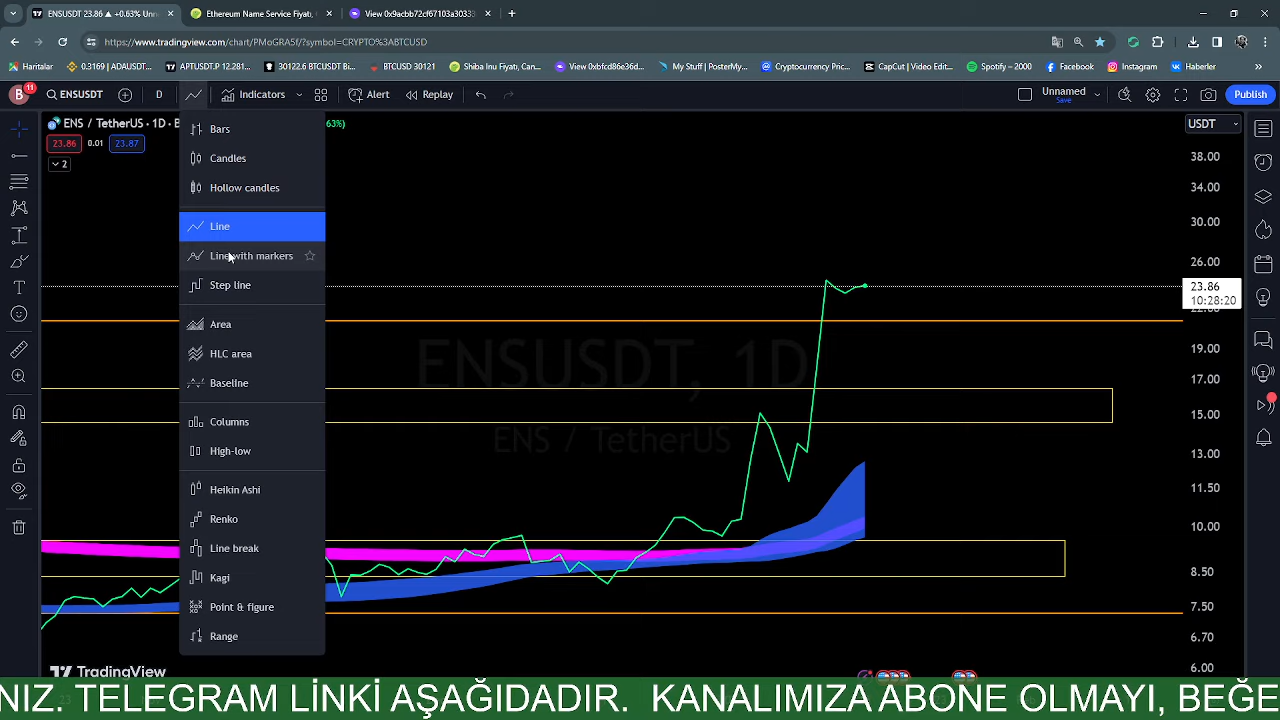 ENSUSDT 23.86 ▲ +0.63% Unn
Ethereum Name Service Fiyatı,
View 0x9acbb72cf67103a30333
https://www.tradingview.com/chart/PMoGRASf/?symbol=CRYPTO%3ABTCUSD
Haritalar
0.3169 | ADAUSDT...
APTUSDT.P 12.281...
30122.6 BTCUSDT Bi...
BTCUSD 30121
Shiba Inu Fiyatı, Can...
View 0xbfcd86e36d...
My Stuff | PosterMy...
Cryptocurrency Pric...
CapCut | Video Edit...
Spotify – 2000
Facebook
Instagram
Haberler
B
11
ENSUSDT
D
Indicators
Alert
Replay
Unnamed
Save
Publish
ENS / TetherUS · 1D · B
63%)
23.86
0.01
23.87
2
USDT
Bars
Candles
Hollow candles
Line
Line with markers
Step line
Area
HLC area
Baseline
Columns
High-low
Heikin Ashi
Renko
Line break
Kagi
Point & figure
Range
ENSUSDT, 1D
ENS / TetherUS
38.00
34.00
30.00
26.00
23.86
10:28:20
22.00
19.00
17.00
15.00
13.00
11.50
10.00
8.50
7.50
6.70
6.00
TradingView
NIZ. TELEGRAM LİNKİ AŞAĞIDADIR. KANALIMIZA ABONE OLMAYI, BEĞE